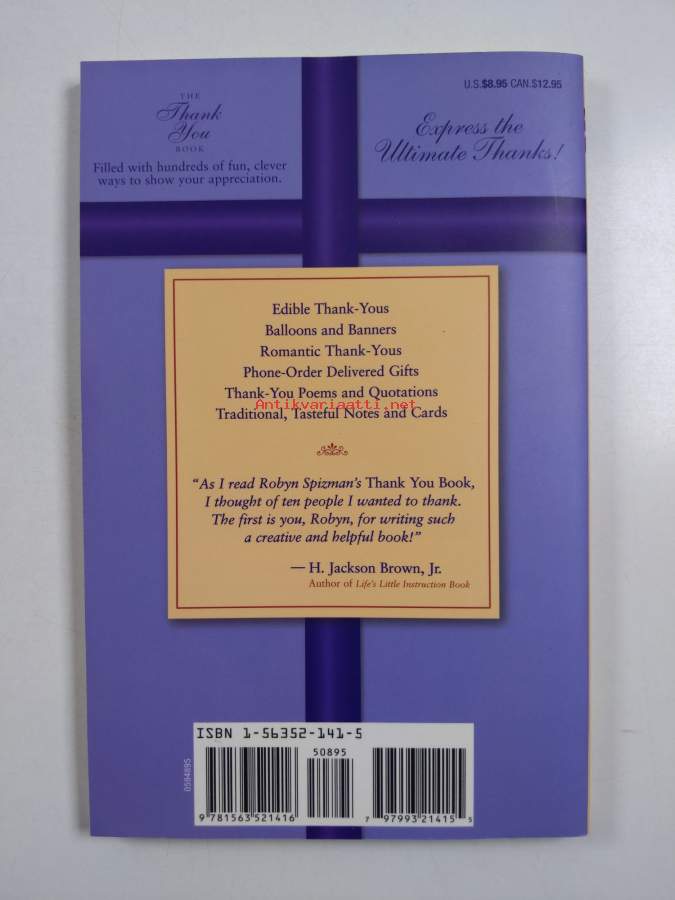 THE
Thank
You
BOOK
Filled with hundreds of fun, clever
ways to show your appreciation.
U.S.$8.95 CAN.$12.95
Express the
Ultimate Thanks!
Edible Thank-Yous
Balloons and Banners
Romantic Thank-Yous
Phone-Order Delivered Gifts
Thank-You Poems and Quotations
Antikvariaatti.net
Traditional, Tasteful Notes and Cards
“As I read Robyn Spizman’s Thank You Book,
I thought of ten people I wanted to thank.
The first is you, Robyn, for writing such
a creative and helpful book!”
— H. Jackson Brown, Jr.
Author of Life’s Little Instruction Book
ISBN 1-56352-141-5
50895
9 781563 521416
7 97993 21415 5
0594895